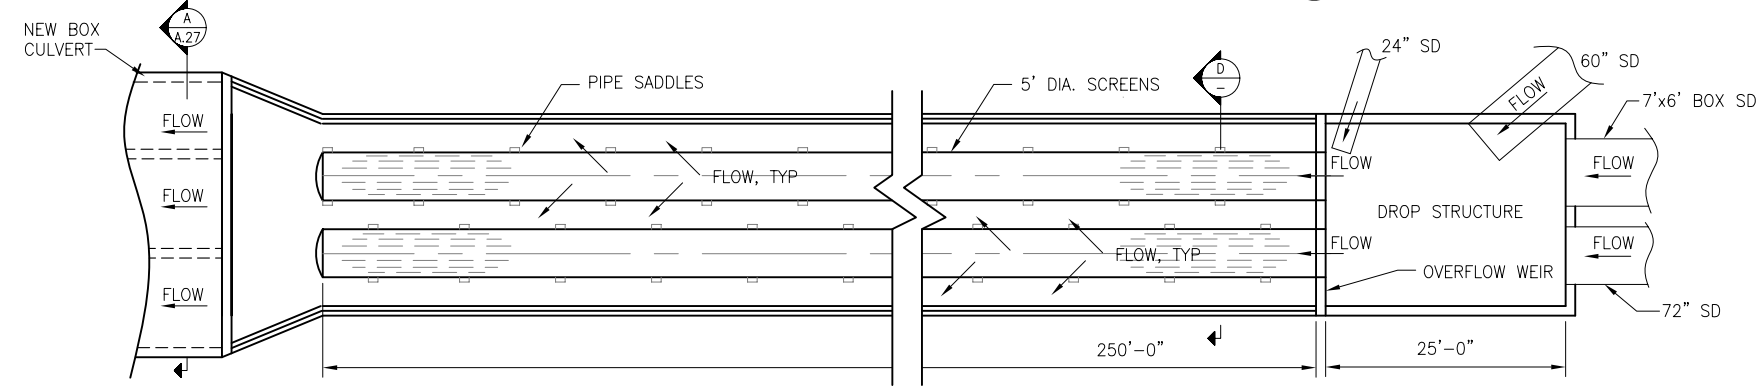 NEW BOX
CULVERT
A
A.27
PIPE SADDLES
5' DIA. SCREENS
D
-
24" SD
60" SD
7'x6' BOX SD
FLOW
FLOW
FLOW
FLOW
FLOW
FLOW, TYP
FLOW
FLOW
DROP STRUCTURE
FLOW
FLOW
FLOW, TYP
OVERFLOW WEIR
FLOW
72" SD
250'-0"
25'-0"